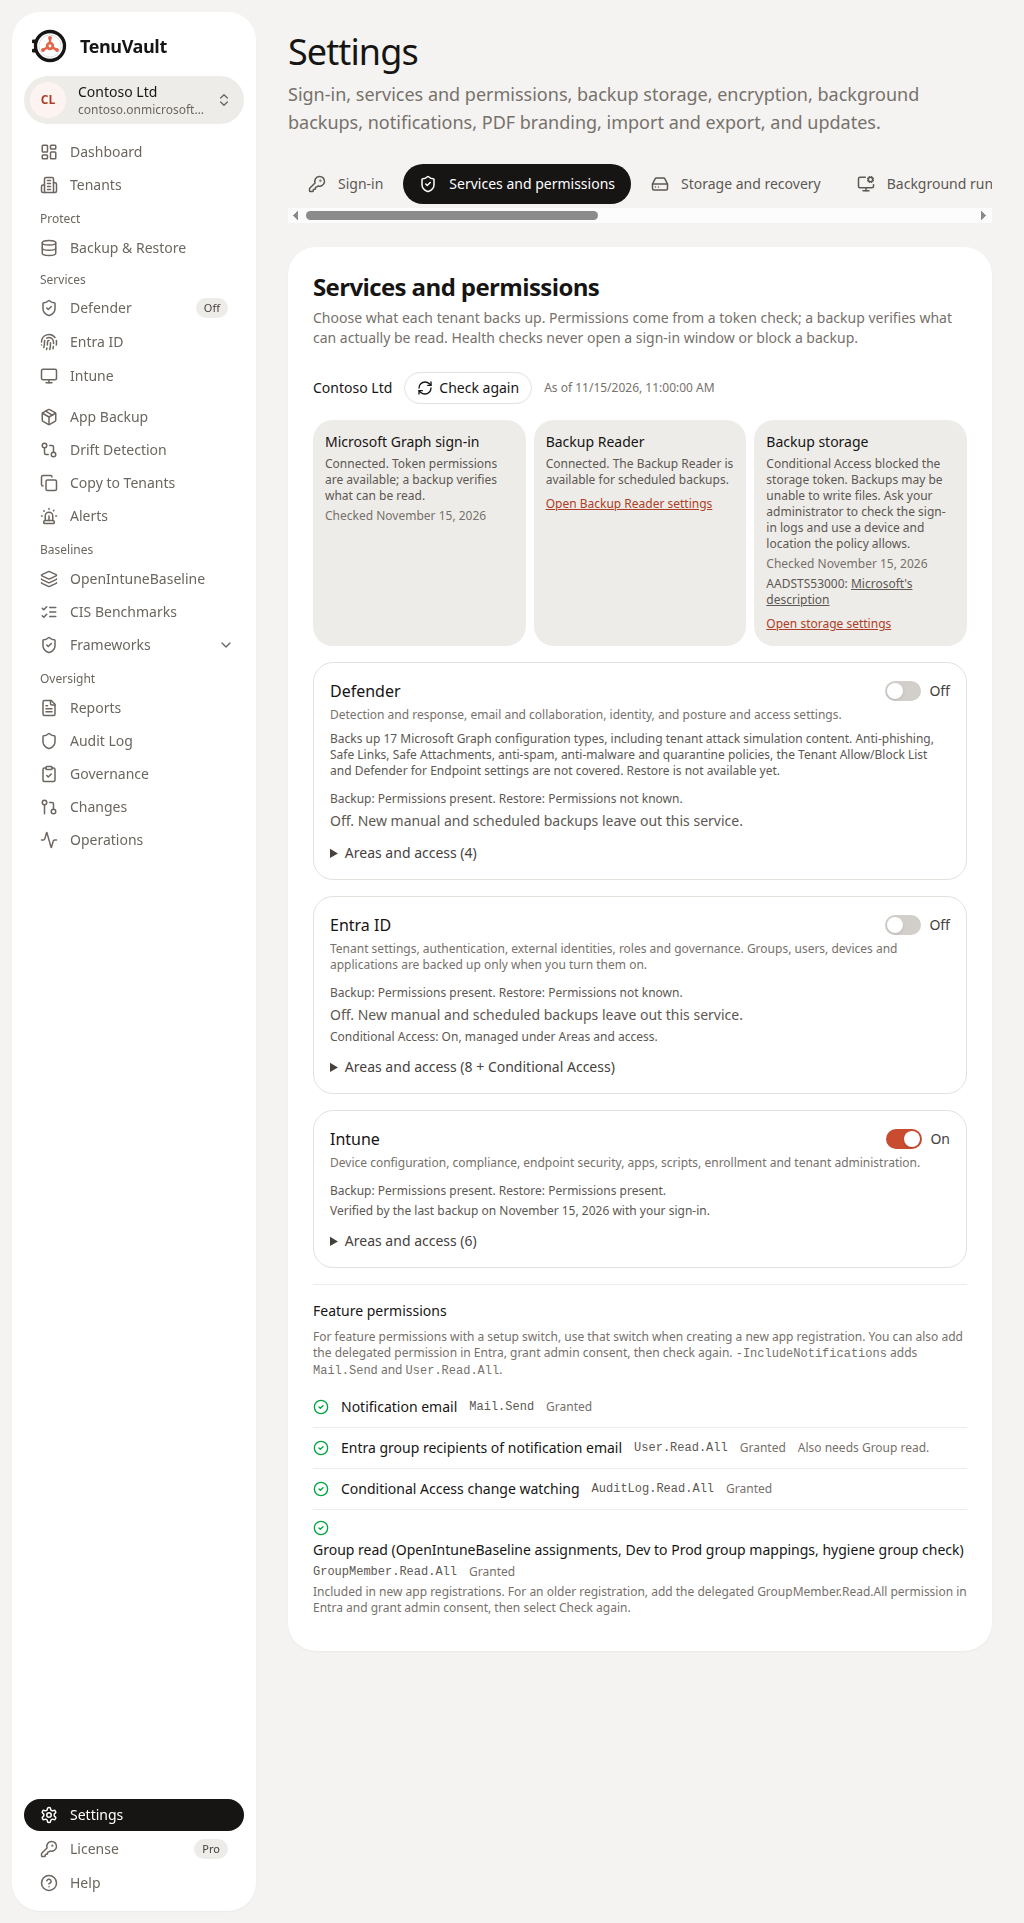 TenuVault
CL
Contoso Ltd
contoso.onmicrosoft...
Dashboard
Tenants
Protect
Backup & Restore
Services
Defender
Off
Entra ID
Intune
App Backup
Drift Detection
Copy to Tenants
Alerts
Baselines
OpenIntuneBaseline
CIS Benchmarks
Frameworks
Oversight
Reports
Audit Log
Governance
Changes
Operations
Settings
License
Pro
Help
Settings
Sign-in, services and permissions, backup storage, encryption, background
backups, notifications, PDF branding, import and export, and updates.
Sign-in
Services and permissions
Storage and recovery
Background run
Services and permissions
Choose what each tenant backs up. Permissions come from a token check; a backup verifies what
can actually be read. Health checks never open a sign-in window or block a backup.
Contoso Ltd
Check again
As of 11/15/2026, 11:00:00 AM
Microsoft Graph sign-in
Connected. Token permissions
are available; a backup verifies
what can be read.
Checked November 15, 2026
Backup Reader
Connected. The Backup Reader is
available for scheduled backups.
Open Backup Reader settings
Backup storage
Conditional Access blocked the
storage token. Backups may be
unable to write files. Ask your
administrator to check the sign-
in logs and use a device and
location the policy allows.
Checked November 15, 2026
AADSTS53000: Microsoft's
description
Open storage settings
Defender
Off
Detection and response, email and collaboration, identity, and posture and access settings.
Backs up 17 Microsoft Graph configuration types, including tenant attack simulation content. Anti-phishing,
Safe Links, Safe Attachments, anti-spam, anti-malware and quarantine policies, the Tenant Allow/Block List
and Defender for Endpoint settings are not covered. Restore is not available yet.
Backup: Permissions present. Restore: Permissions not known.
Off. New manual and scheduled backups leave out this service.
Areas and access (4)
Entra ID
Off
Tenant settings, authentication, external identities, roles and governance. Groups, users, devices and
applications are backed up only when you turn them on.
Backup: Permissions present. Restore: Permissions not known.
Off. New manual and scheduled backups leave out this service.
Conditional Access: On, managed under Areas and access.
Areas and access (8 + Conditional Access)
Intune
On
Device configuration, compliance, endpoint security, apps, scripts, enrollment and tenant administration.
Backup: Permissions present. Restore: Permissions present.
Verified by the last backup on November 15, 2026 with your sign-in.
Areas and access (6)
Feature permissions
For feature permissions with a setup switch, use that switch when creating a new app registration. You can also add
the delegated permission in Entra, grant admin consent, then check again. -IncludeNotifications adds
Mail.Send and User.Read.All.
Notification email Mail.Send Granted
Entra group recipients of notification email User.Read.All Granted Also needs Group read.
Conditional Access change watching AuditLog.Read.All Granted
Group read (OpenIntuneBaseline assignments, Dev to Prod group mappings, hygiene group check)
GroupMember.Read.All Granted
Included in new app registrations. For an older registration, add the delegated GroupMember.Read.All permission in
Entra and grant admin consent, then select Check again.